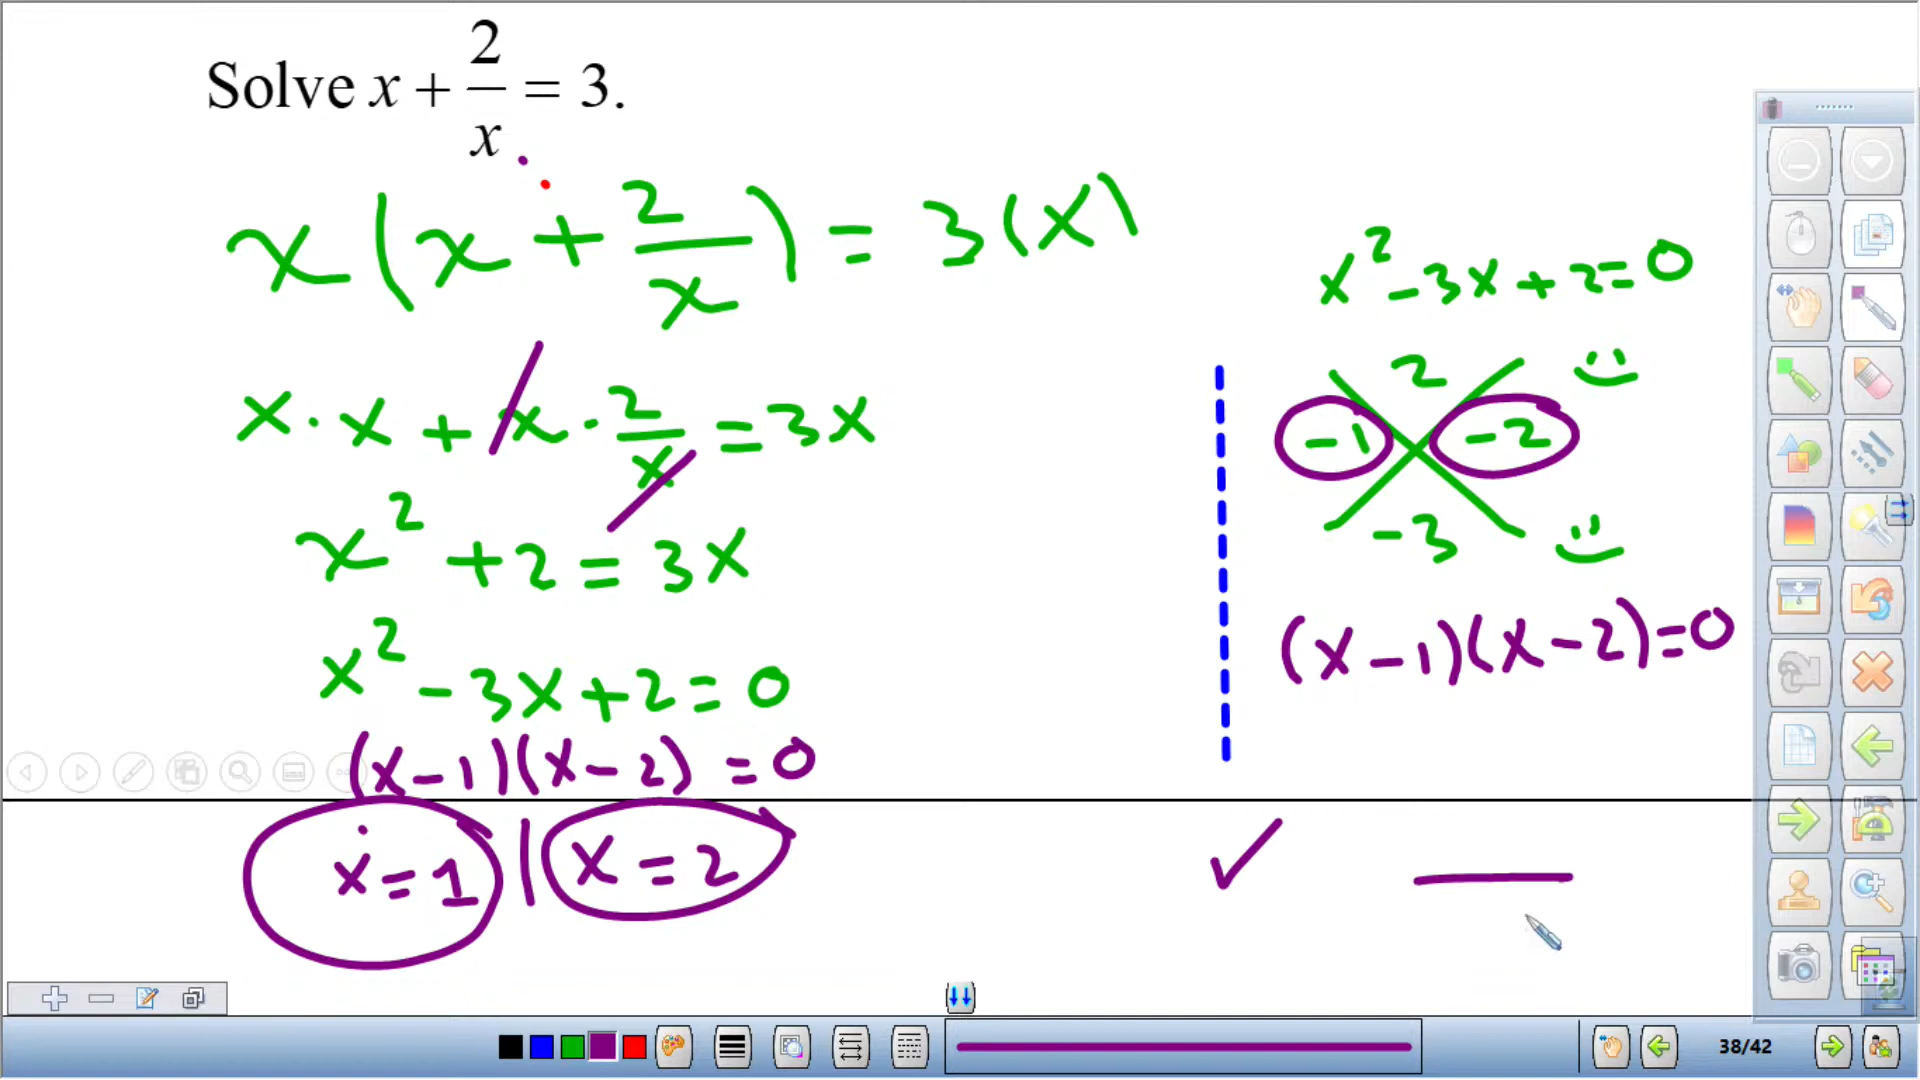 Solve x + 2/x = 3.
x(x + 2/x) = 3(x)
x · x + x · 2/x = 3x
x² + 2 = 3x
x² - 3x + 2 = 0
(x - 1)(x - 2) = 0
x = 1 | x = 2
x² - 3x + 2 = 0
2
-1 -2
-3
(x - 1)(x - 2) = 0
38/42